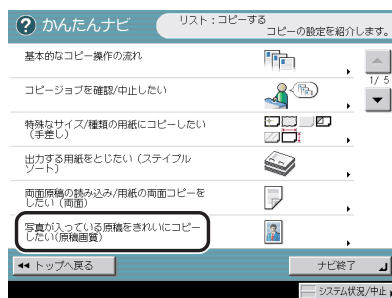 ? かんたんナビ
リスト：コピーする
コピーの設定を紹介します。
基本的なコピー操作の流れ
コピージョブを確認/中止したい
特殊なサイズ/種類の用紙にコピーしたい
（手差し）
出力する用紙をとじたい（ステイプル
ソート）
両面原稿の読み込み/用紙の両面コピーを
したい（両面）
写真が入っている原稿をきれいにコピー
したい（原稿画質）
1/ 5
トップへ戻る
ナビ終了
システム状況/中止